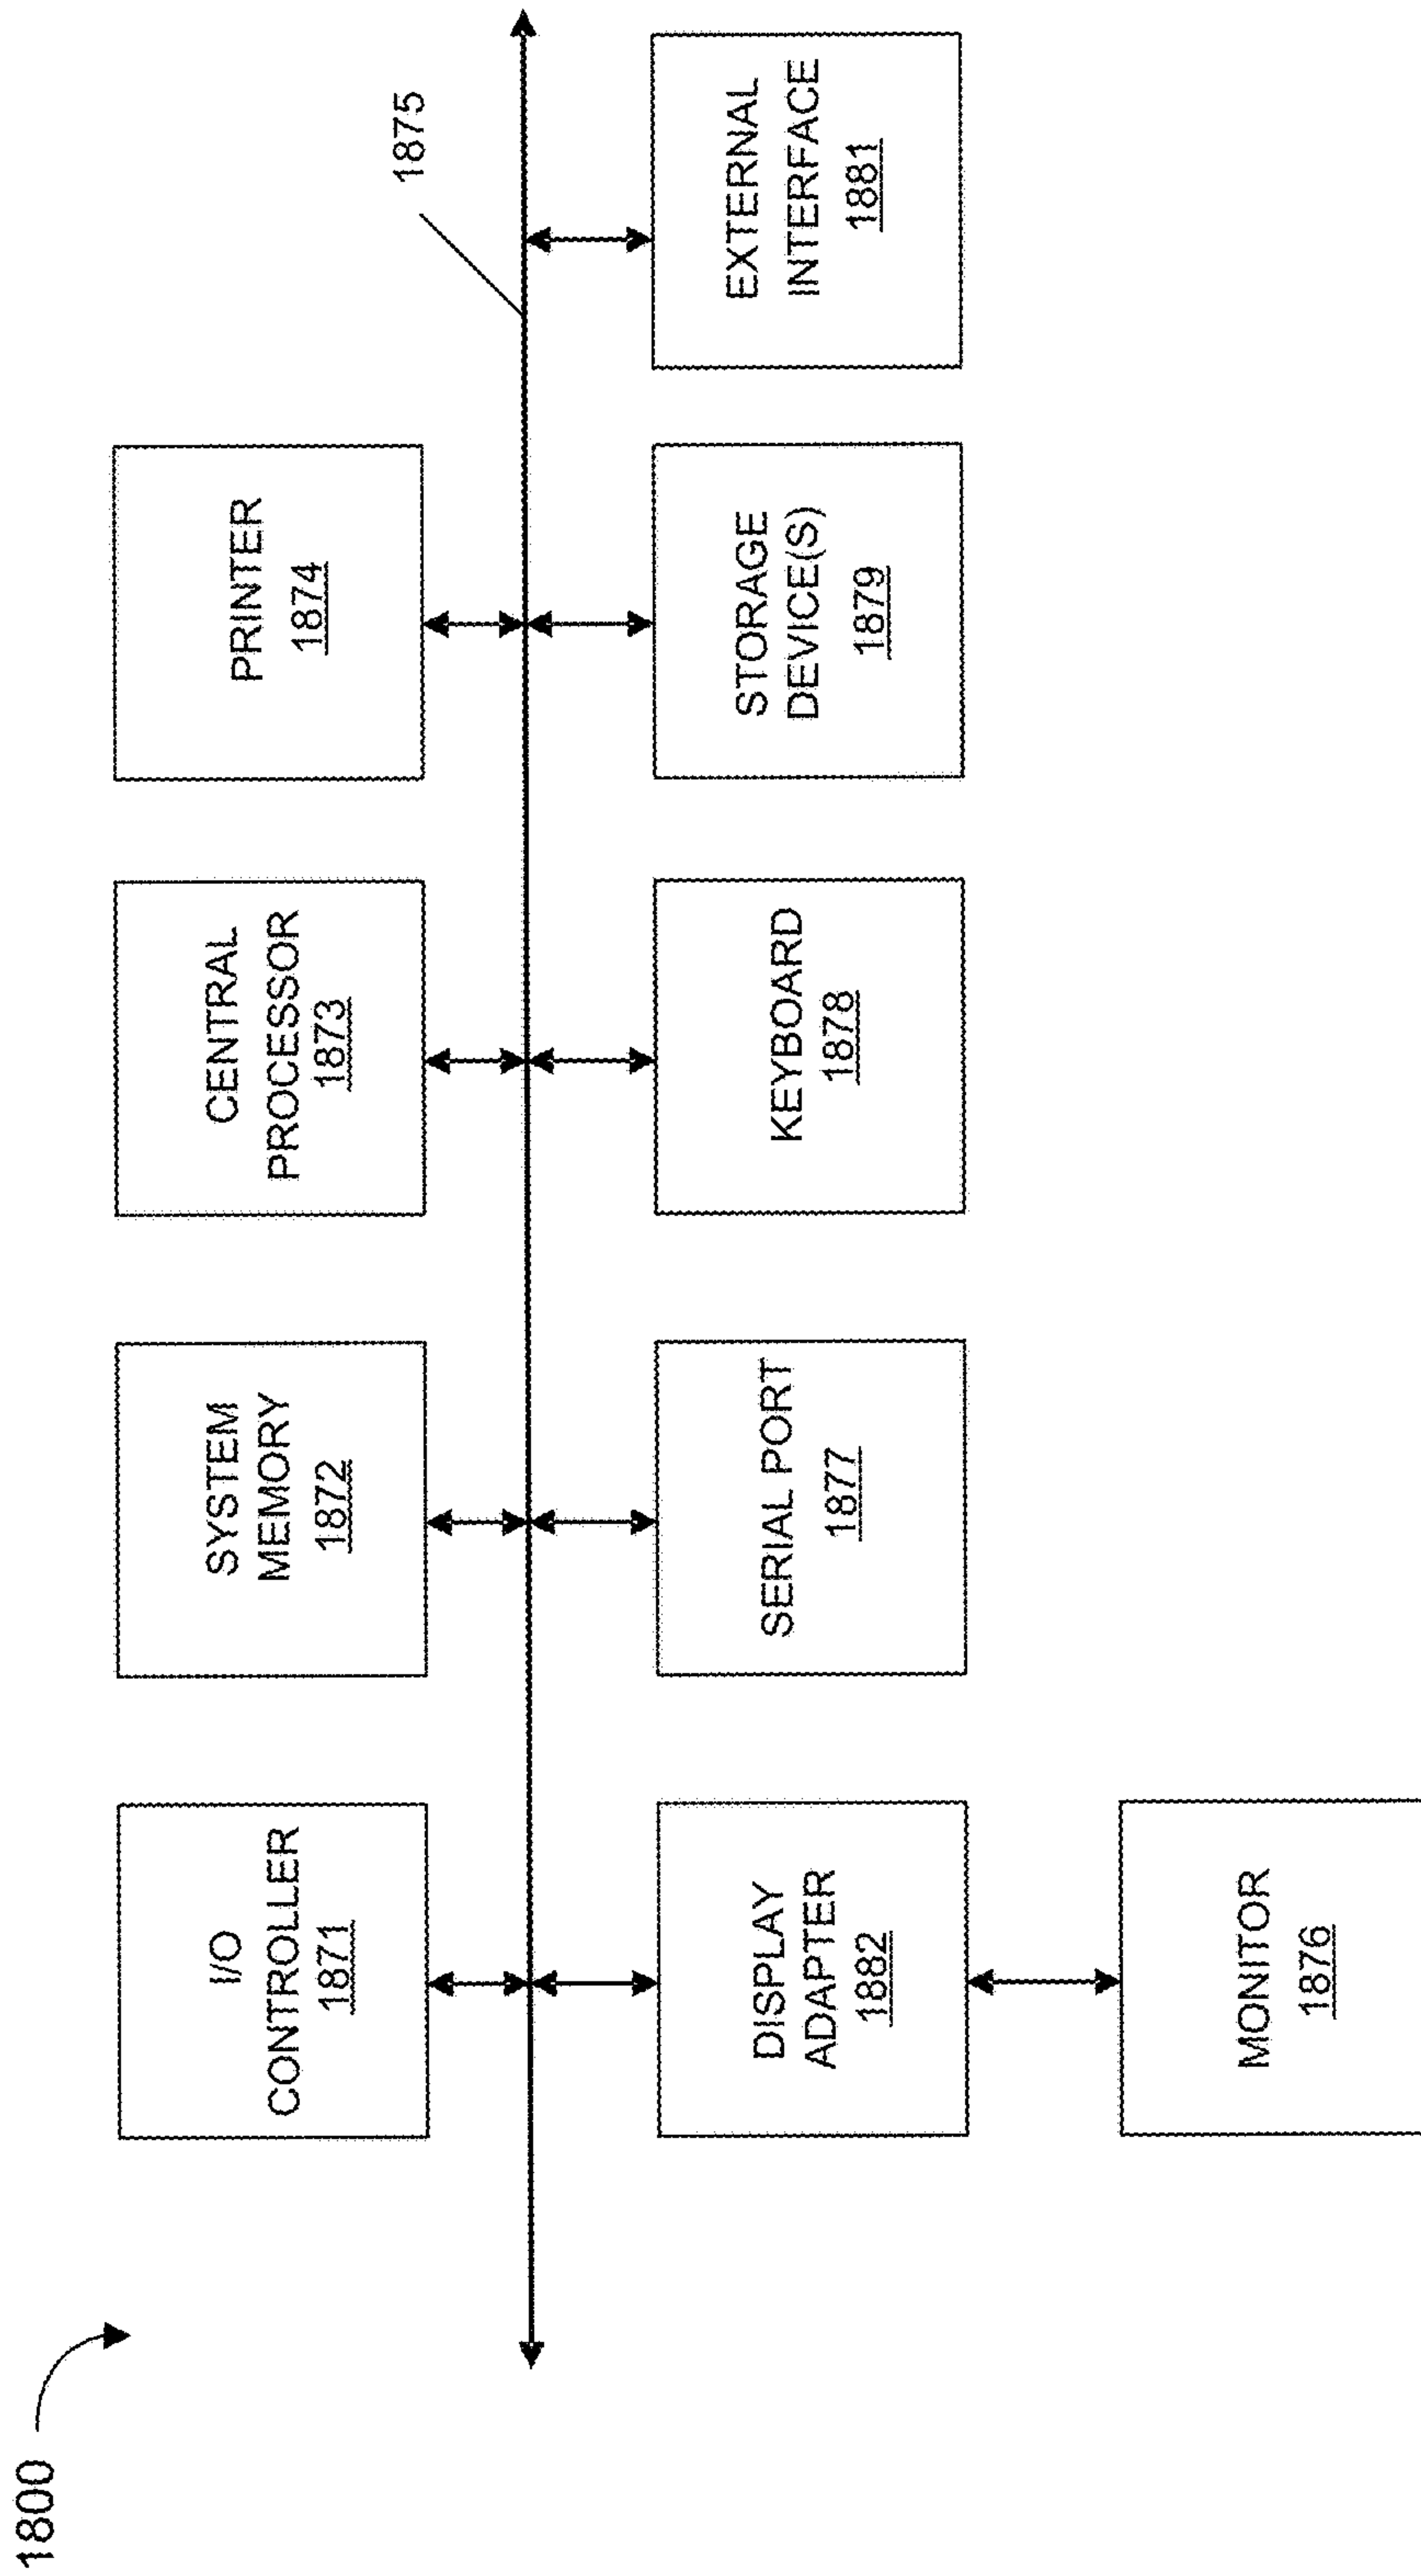 1800
I/O
CONTROLLER
1871
SYSTEM
MEMORY
1872
CENTRAL
PROCESSOR
1873
PRINTER
1874
1875
DISPLAY
ADAPTER
1882
SERIAL PORT
1877
KEYBOARD
1878
STORAGE
DEVICE(S)
1879
EXTERNAL
INTERFACE
1881
MONITOR
1876